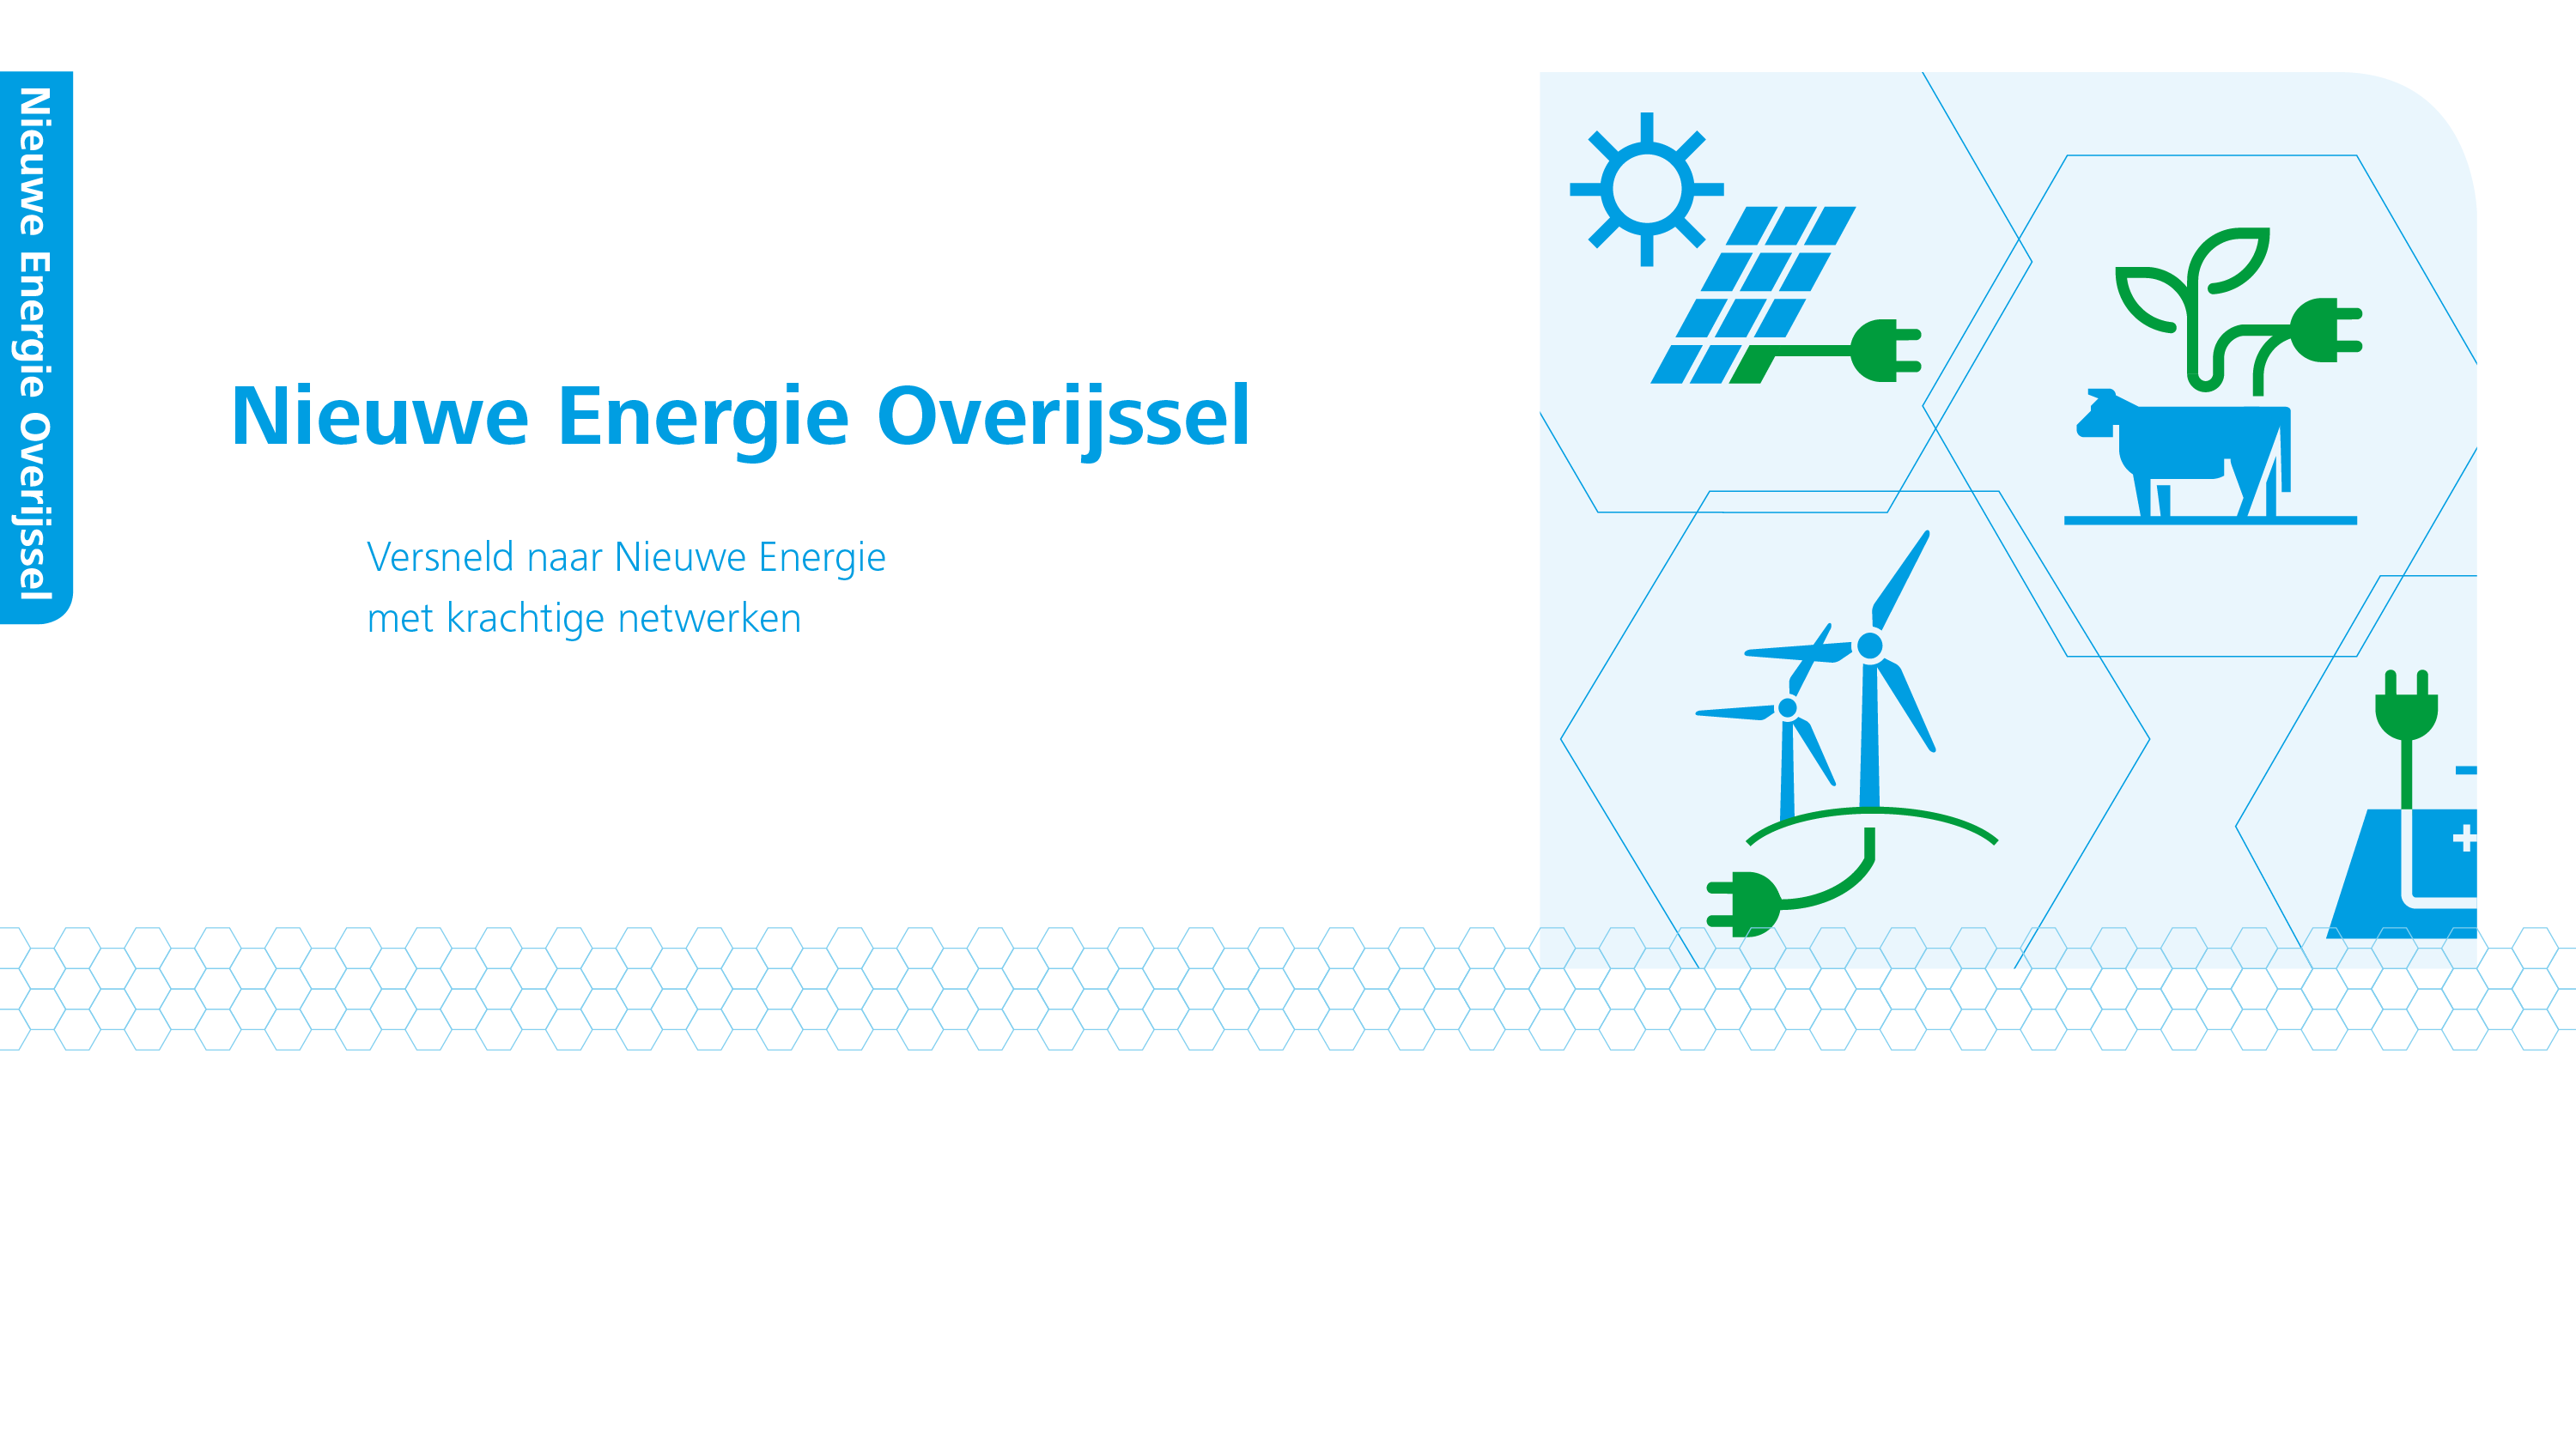 Nieuwe Energie Overijssel
Nieuwe Energie Overijssel
Versneld naar Nieuwe Energie
met krachtige netwerken